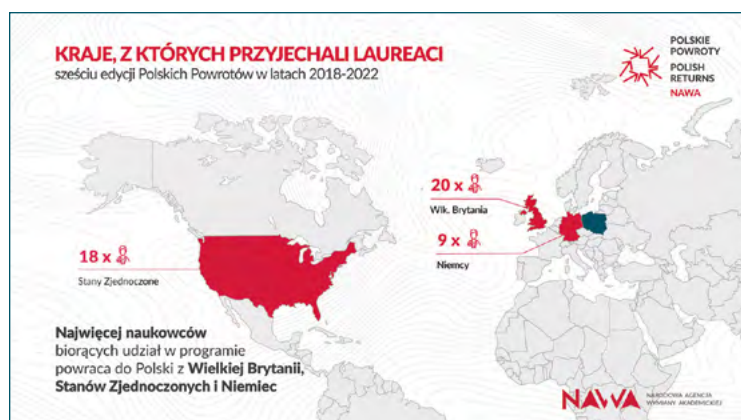 KRAJE, Z KTÓRYCH PRZYJECHALI LAUREACI
sześciu edycji Polskich Powrotów w latach 2018-2022
POLSKIE
POWROTY
POLISH
RETURNS
NAWA
20 x
Wlk. Brytania
9 x
Niemcy
18 x
Stany Zjednoczone
Najwięcej naukowców
biorących udział w programie
powraca do Polski z Wielkiej Brytanii,
Stanów Zjednoczonych i Niemiec
NAWA
NARODOWA AGENCJA
WYMIANY AKADEMICKIEJ